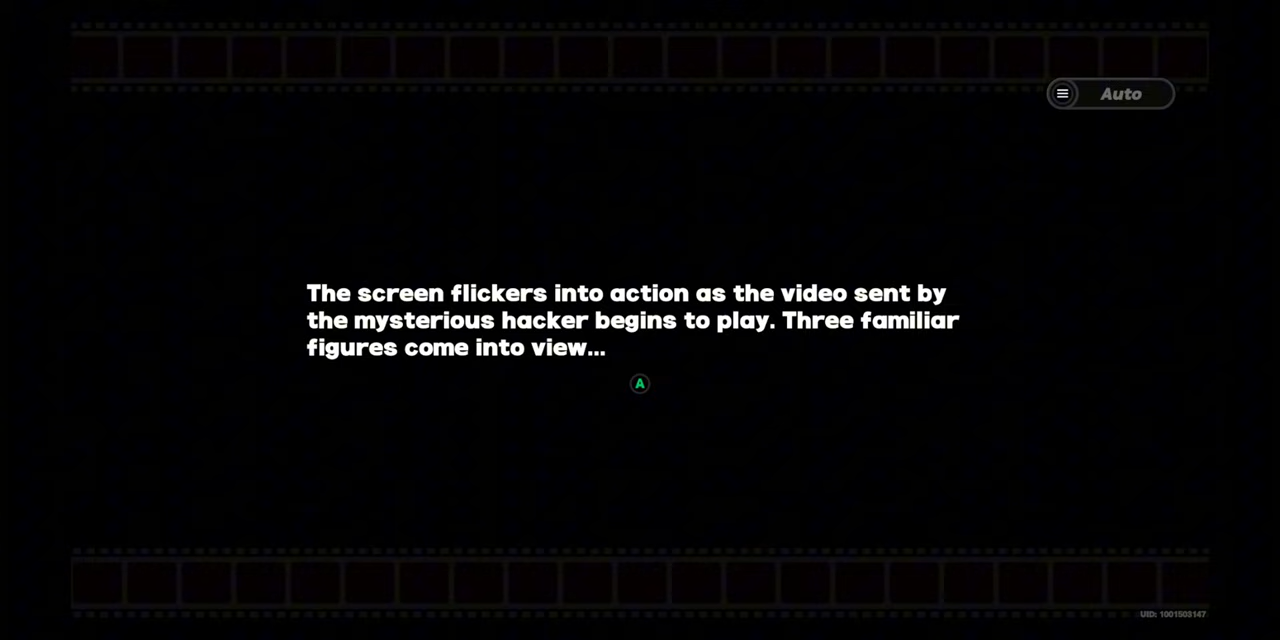 Auto
The screen flickers into action as the video sent by
the mysterious hacker begins to play. Three familiar
figures come into view...
A
UID: 1001503147